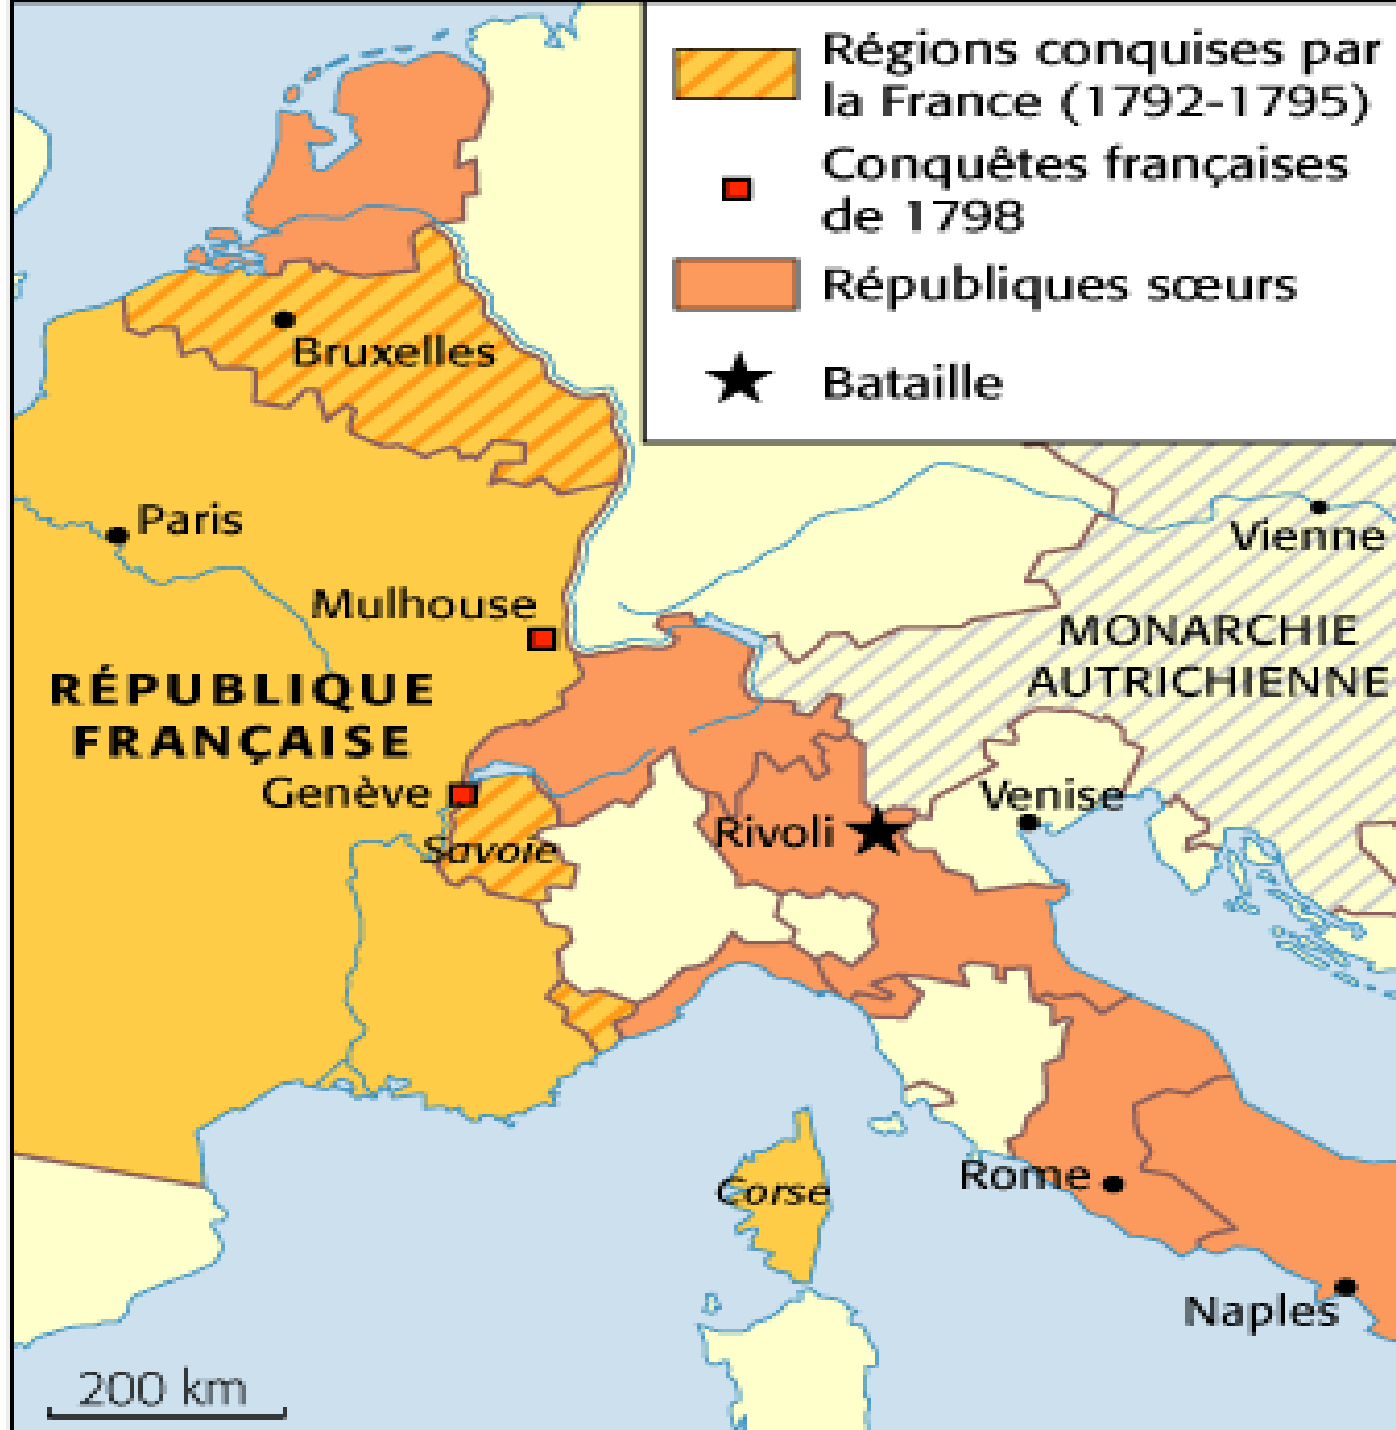 Régions conquises par
la France (1792-1795)
Conquêtes françaises
de 1798
Républiques sœurs
Bataille
Bruxelles
Paris
Vienne
Mulhouse
MONARCHIE
AUTRICHIENNE
RÉPUBLIQUE
FRANÇAISE
Genève
Venise
Rivoli
Savoie
Rome
Corse
Naples
200 km